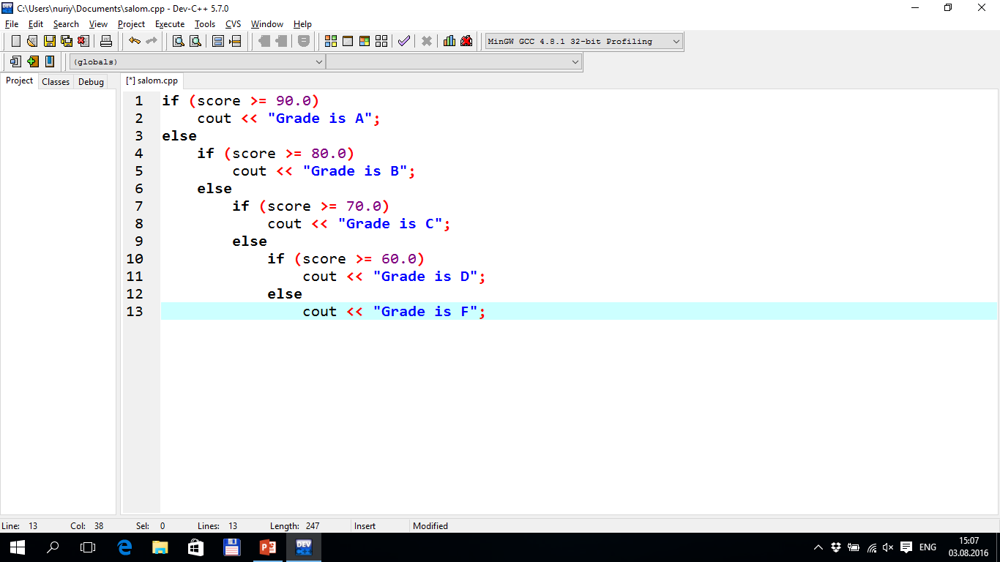 C:\Users\nuriy\Documents\salom.cpp - Dev-C++ 5.7.0
File Edit Search View Project Execute Tools CVS Window Help
MinGW GCC 4.8.1 32-bit Profiling
(globals)
Project Classes Debug [*] salom.cpp
1 if (score >= 90.0)
2     cout << "Grade is A";
3 else
4     if (score >= 80.0)
5         cout << "Grade is B";
6     else
7         if (score >= 70.0)
8             cout << "Grade is C";
9         else
10             if (score >= 60.0)
11                 cout << "Grade is D";
12             else
13                 cout << "Grade is F";
Line: 13 Col: 38 Sel: 0 Lines: 13 Length: 247 Insert Modified
DEV
ENG
15:07
03.08.2016